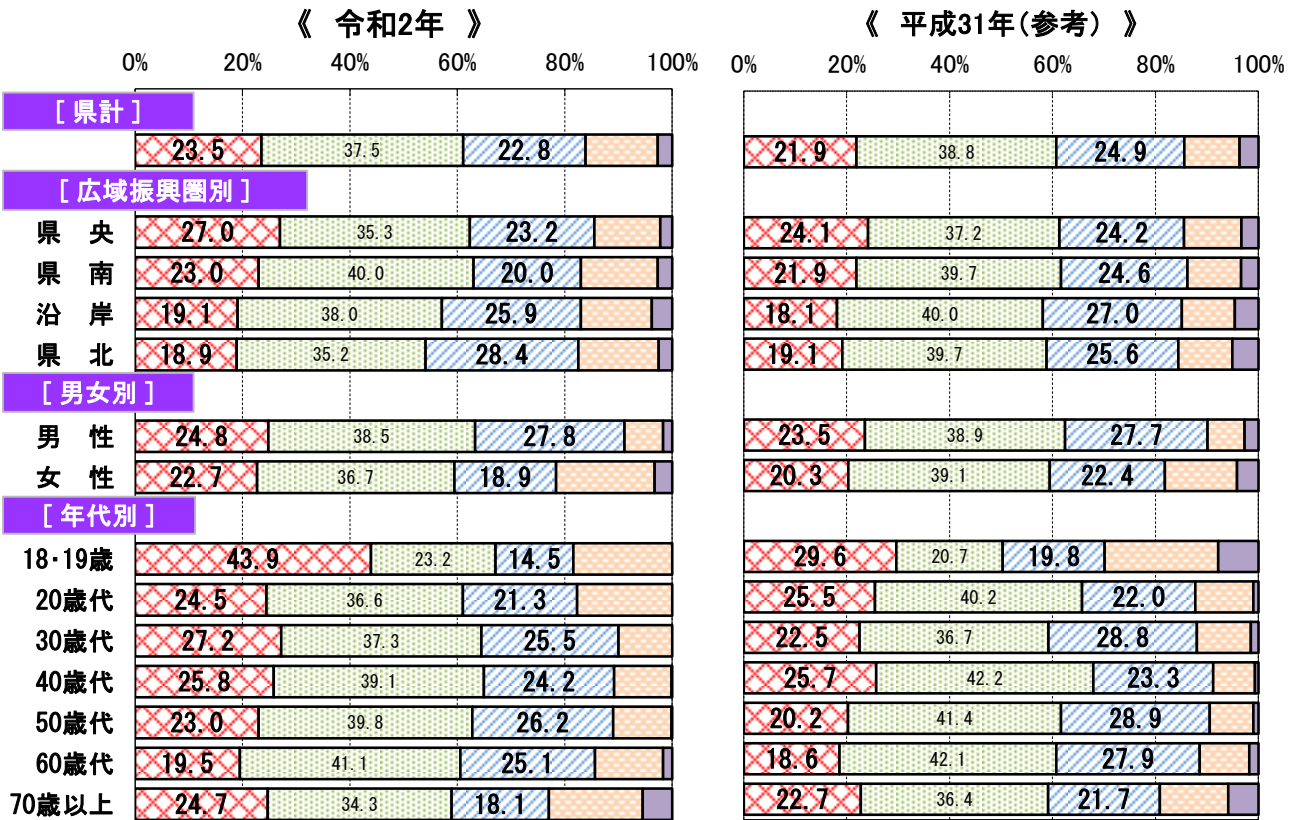 《 令和2年 》 《 平成31年(参考) 》
0% 20% 40% 60% 80% 100% 0% 20% 40% 60% 80% 100%
[ 県計 ]
23.5 37.5 22.8 21.9 38.8 24.9
[ 広域振興圏別 ]
県 央 27.0 35.3 23.2 24.1 37.2 24.2
県 南 23.0 40.0 20.0 21.9 39.7 24.6
沿 岸 19.1 38.0 25.9 18.1 40.0 27.0
県 北 18.9 35.2 28.4 19.1 39.7 25.6
[ 男女別 ]
男 性 24.8 38.5 27.8 23.5 38.9 27.7
女 性 22.7 36.7 18.9 20.3 39.1 22.4
[ 年代別 ]
18・19歳 43.9 23.2 14.5 29.6 20.7 19.8
20歳代 24.5 36.6 21.3 25.5 40.2 22.0
30歳代 27.2 37.3 25.5 22.5 36.7 28.8
40歳代 25.8 39.1 24.2 25.7 42.2 23.3
50歳代 23.0 39.8 26.2 20.2 41.4 28.9
60歳代 19.5 41.1 25.1 18.6 42.1 27.9
70歳以上 24.7 34.3 18.1 22.7 36.4 21.7